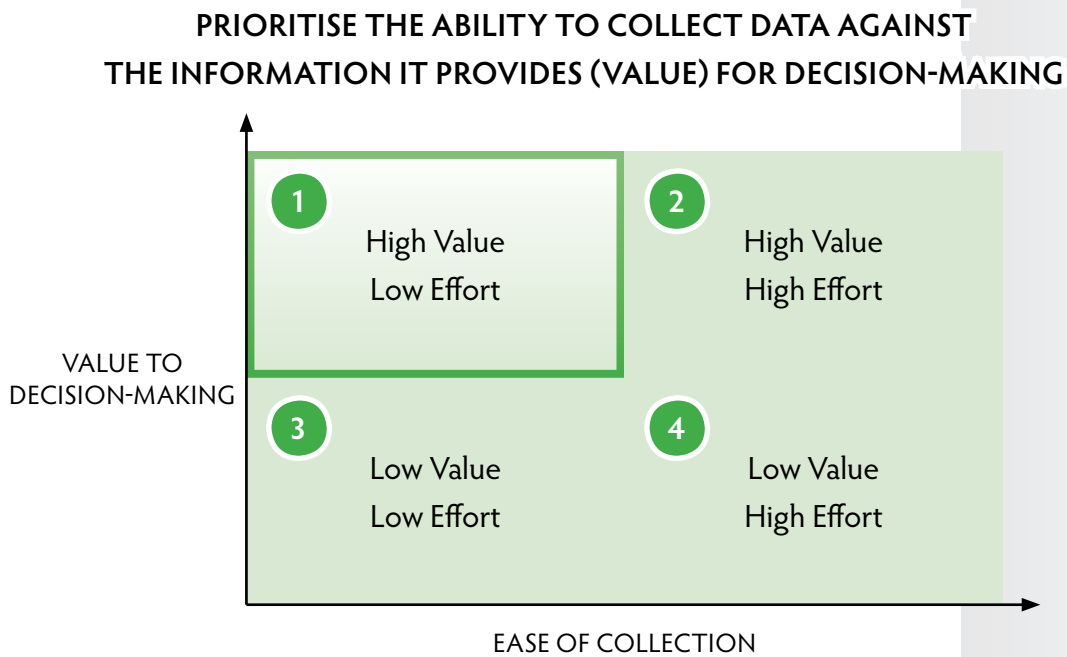 PRIORITISE THE ABILITY TO COLLECT DATA AGAINST
THE INFORMATION IT PROVIDES (VALUE) FOR DECISION-MAKING
1
High Value
Low Effort
2
High Value
High Effort
VALUE TO
DECISION-MAKING
3
Low Value
Low Effort
4
Low Value
High Effort
EASE OF COLLECTION